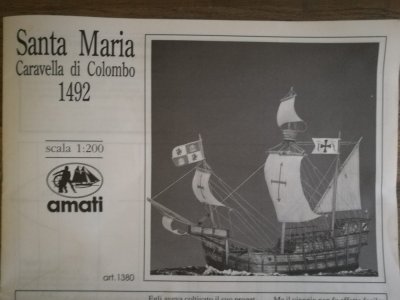 Santa Maria
Caravella di Colombo
1492
scala 1:200
amati
art.1380